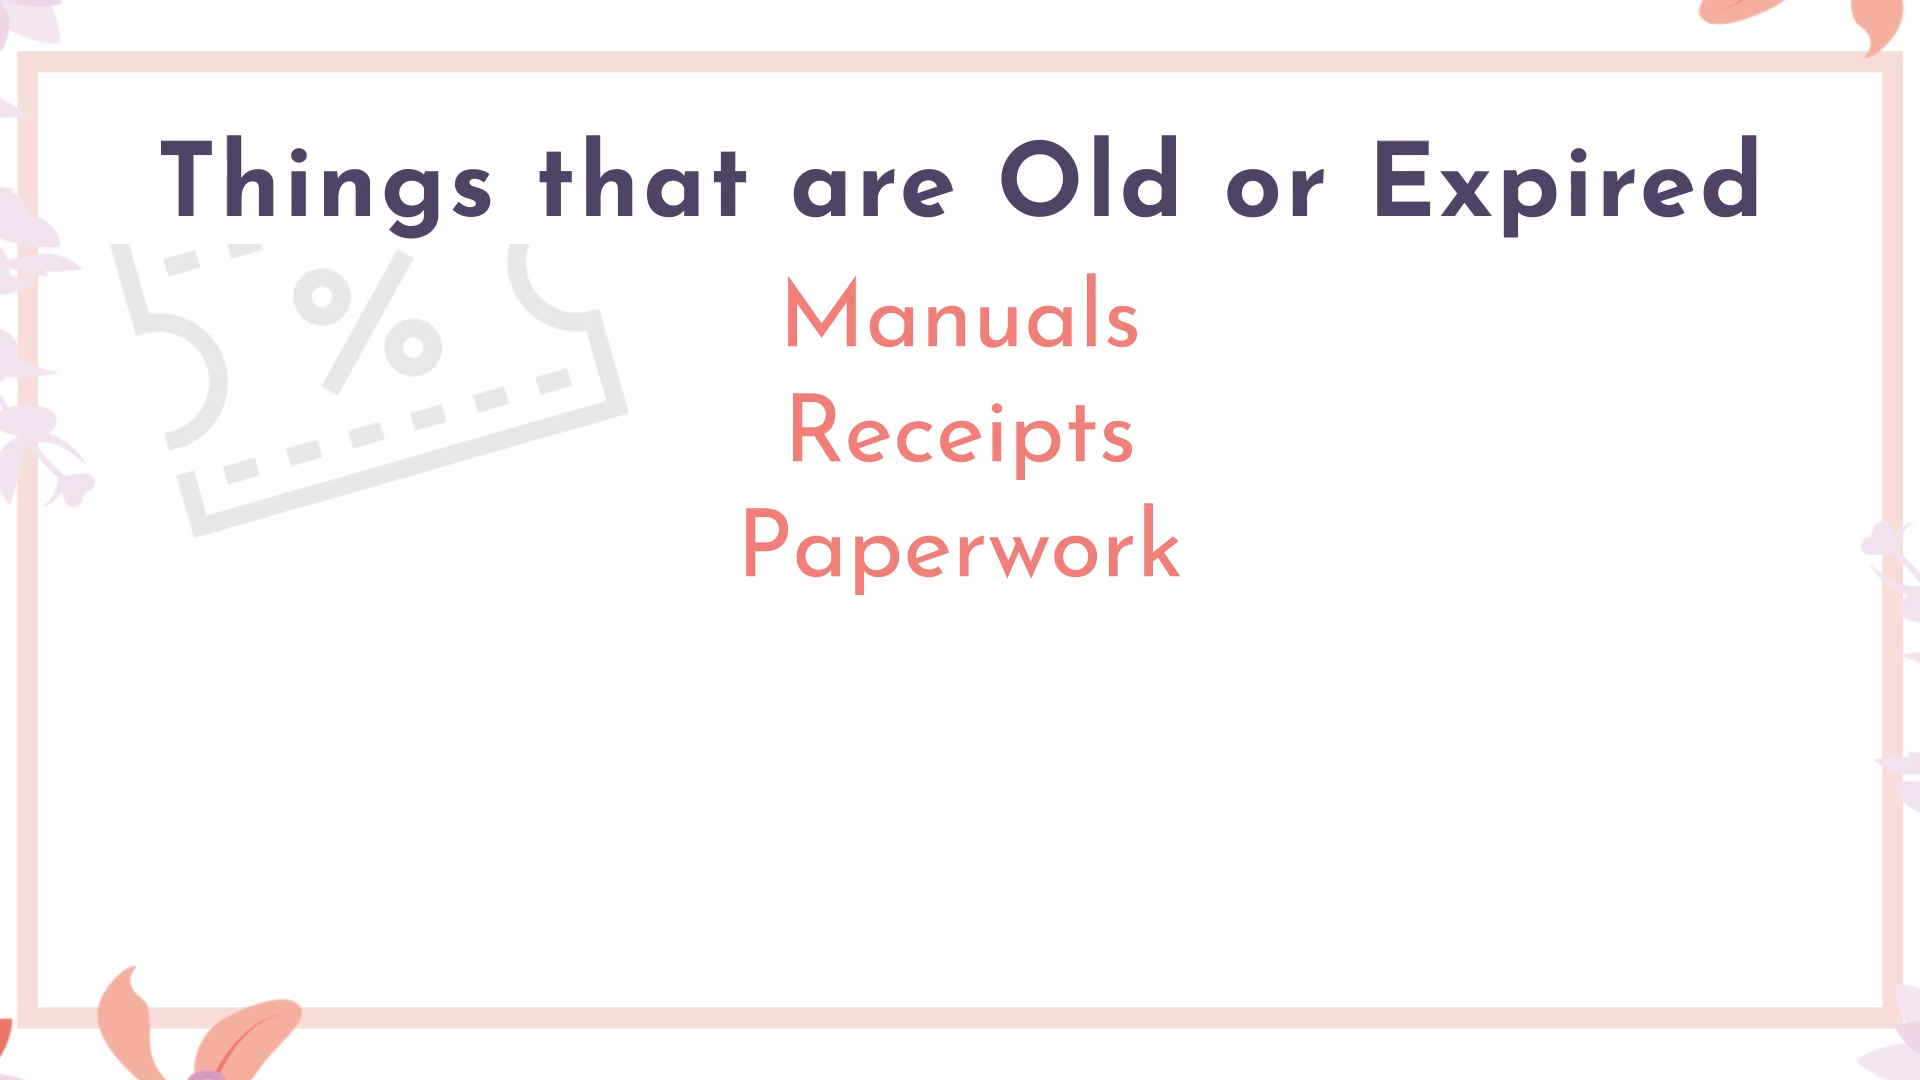 Things that are Old or Expired
%
Manuals
Receipts
Paperwork